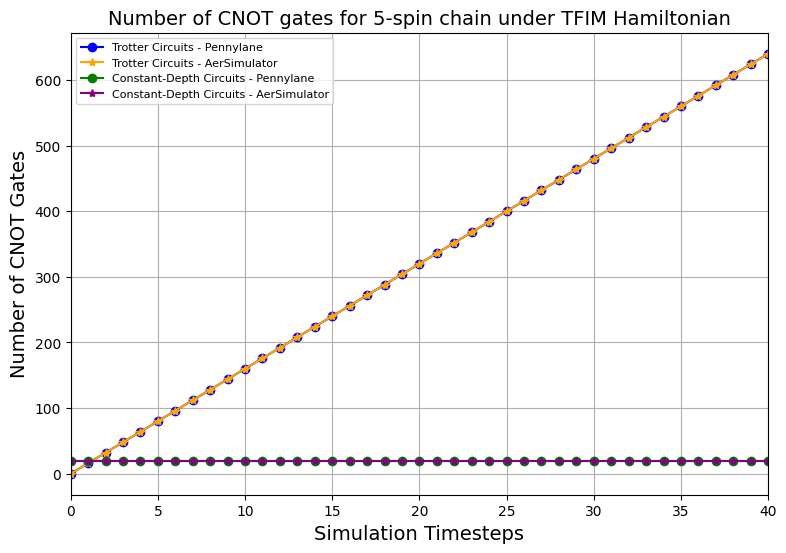 Number of CNOT gates for 5-spin chain under TFIM Hamiltonian
Trotter Circuits - Pennylane
Trotter Circuits - AerSimulator
Constant-Depth Circuits - Pennylane
Constant-Depth Circuits - AerSimulator
Number of CNOT Gates
600
500
400
300
200
100
0
0 5 10 15 20 25 30 35 40
Simulation Timesteps